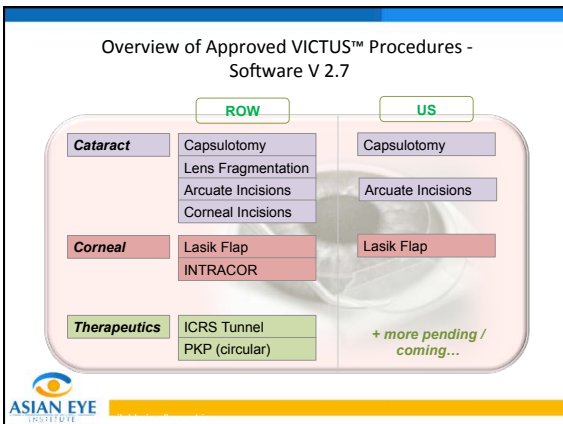 Overview of Approved VICTUS™ Procedures -
Software V 2.7
ROW
US
Cataract
Capsulotomy
Capsulotomy
Lens Fragmentation
Arcuate Incisions
Arcuate Incisions
Corneal Incisions
Corneal
Lasik Flap
Lasik Flap
INTRACOR
Therapeutics
ICRS Tunnel
PKP (circular)
+ more pending /
coming...
ASIAN EYE
INSTITUTE